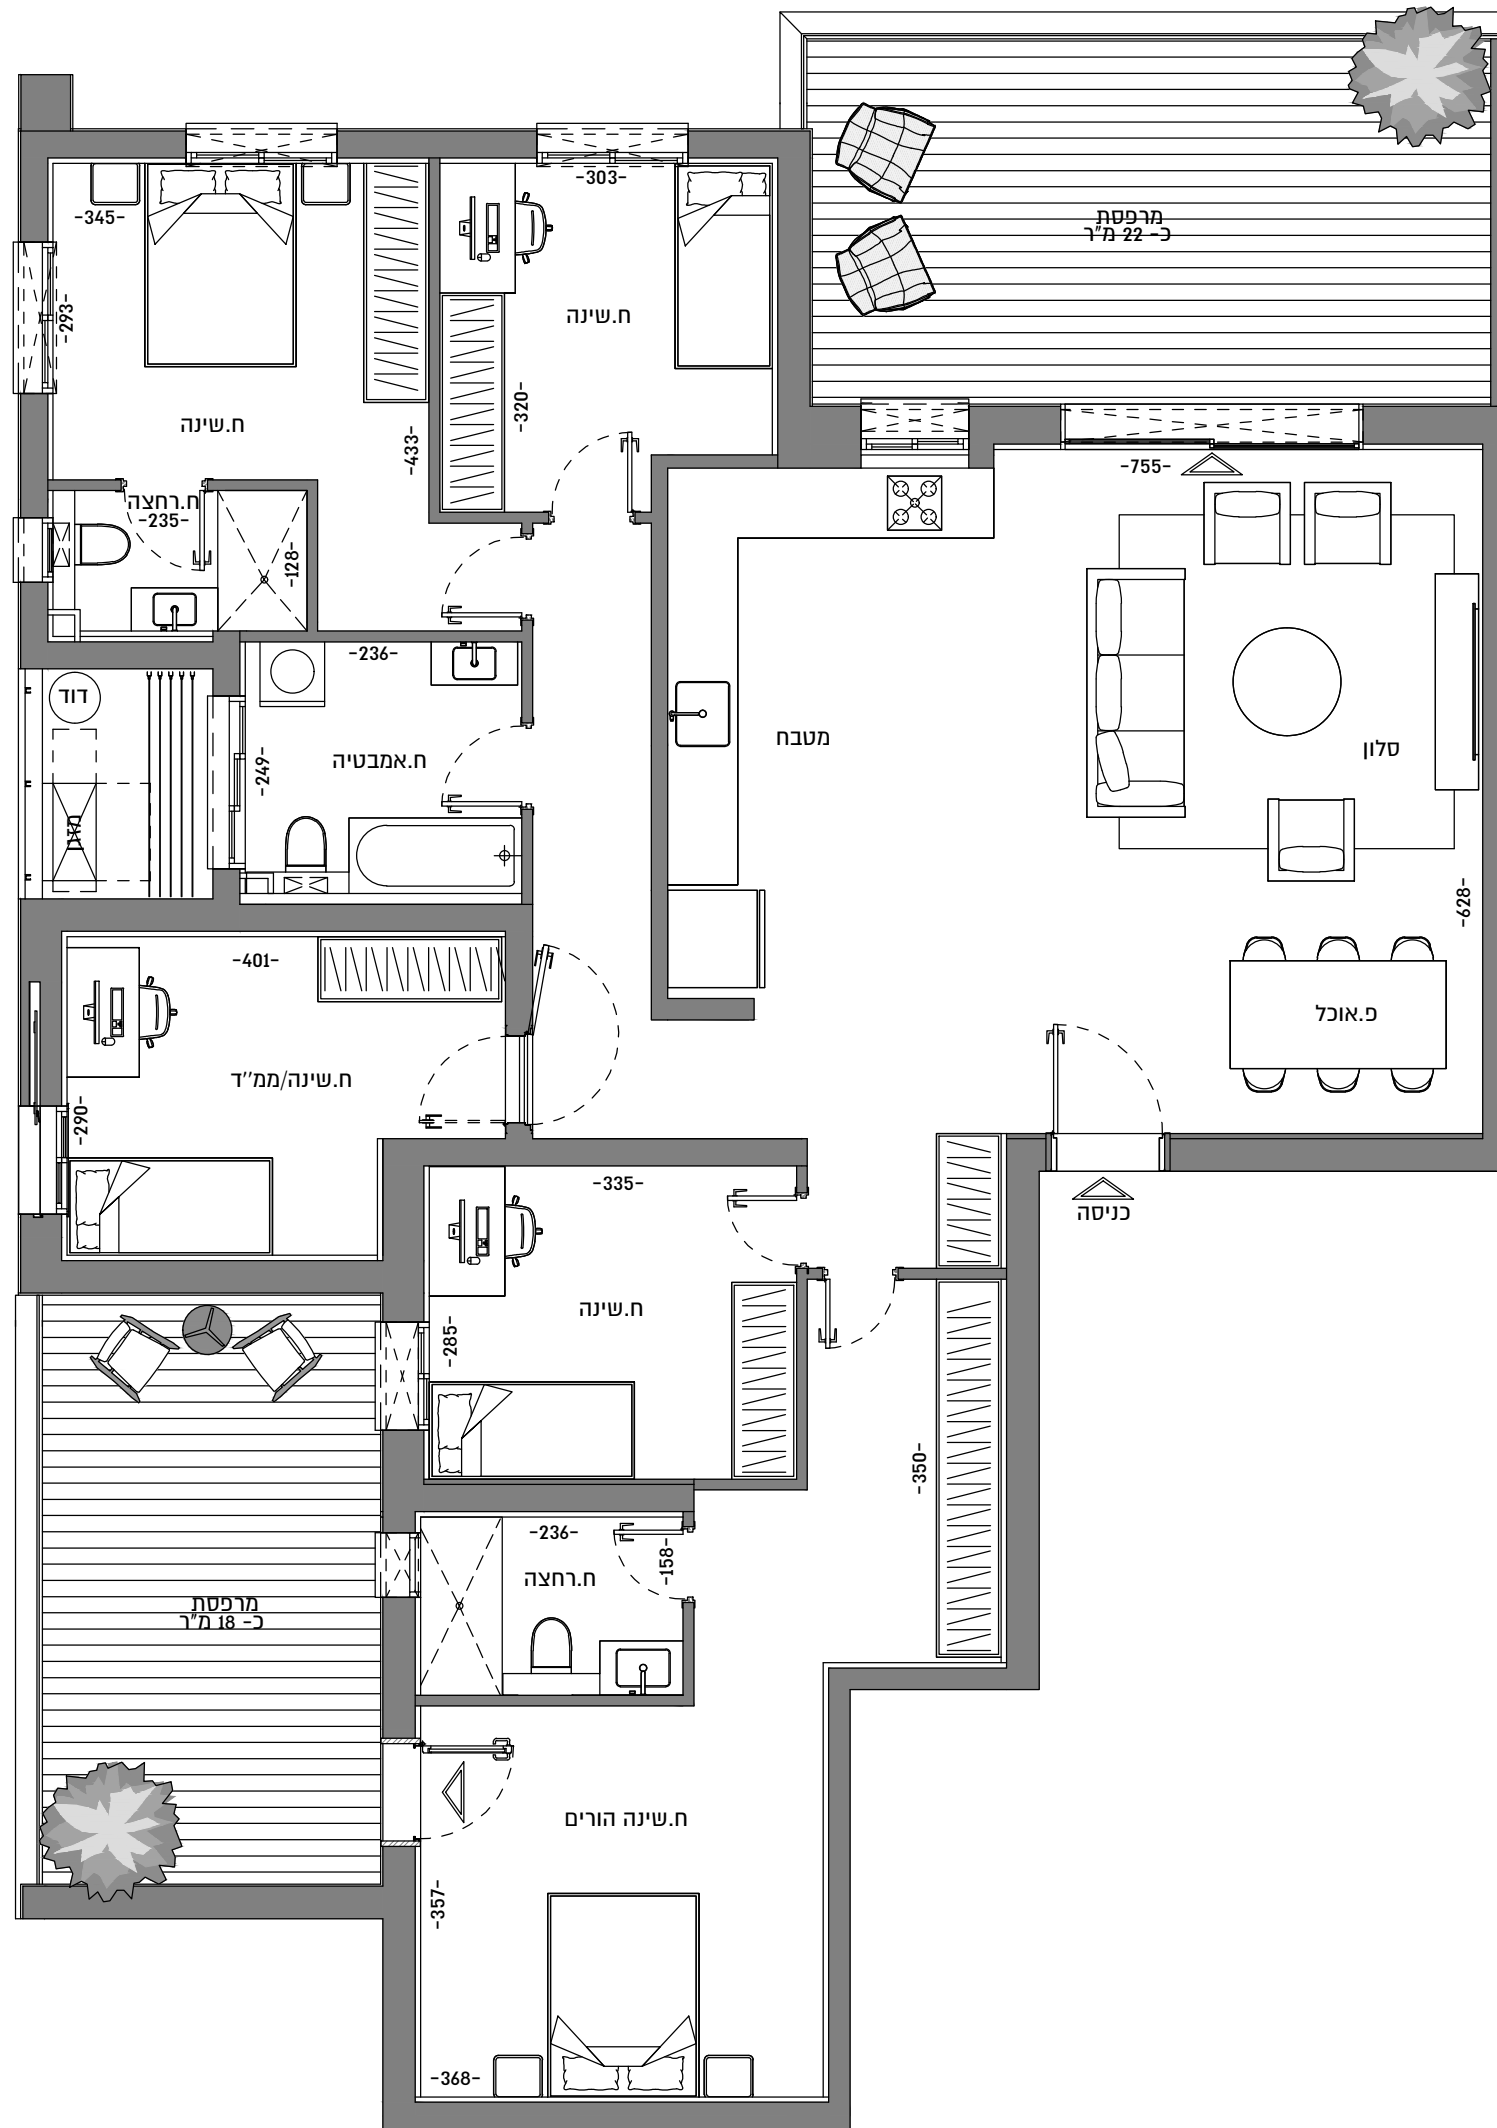 מרפסת
כ- 22 מ"ר
-345-
-303-
-293-
ח.שינה
-320-
ח.שינה
-433-
-755-
ח.רחצה
-235-
-128-
-236-
דוד
מטבח
סלון
ח.אמבטיה
-249-
מזגן
-628-
-401-
פ.אוכל
ח.שינה/ממ''ד
-290-
-335-
כניסה
ח.שינה
-285-
-350-
-236-
-158-
ח.רחצה
מרפסת
כ- 18 מ"ר
ח.שינה הורים
-357-
-368-